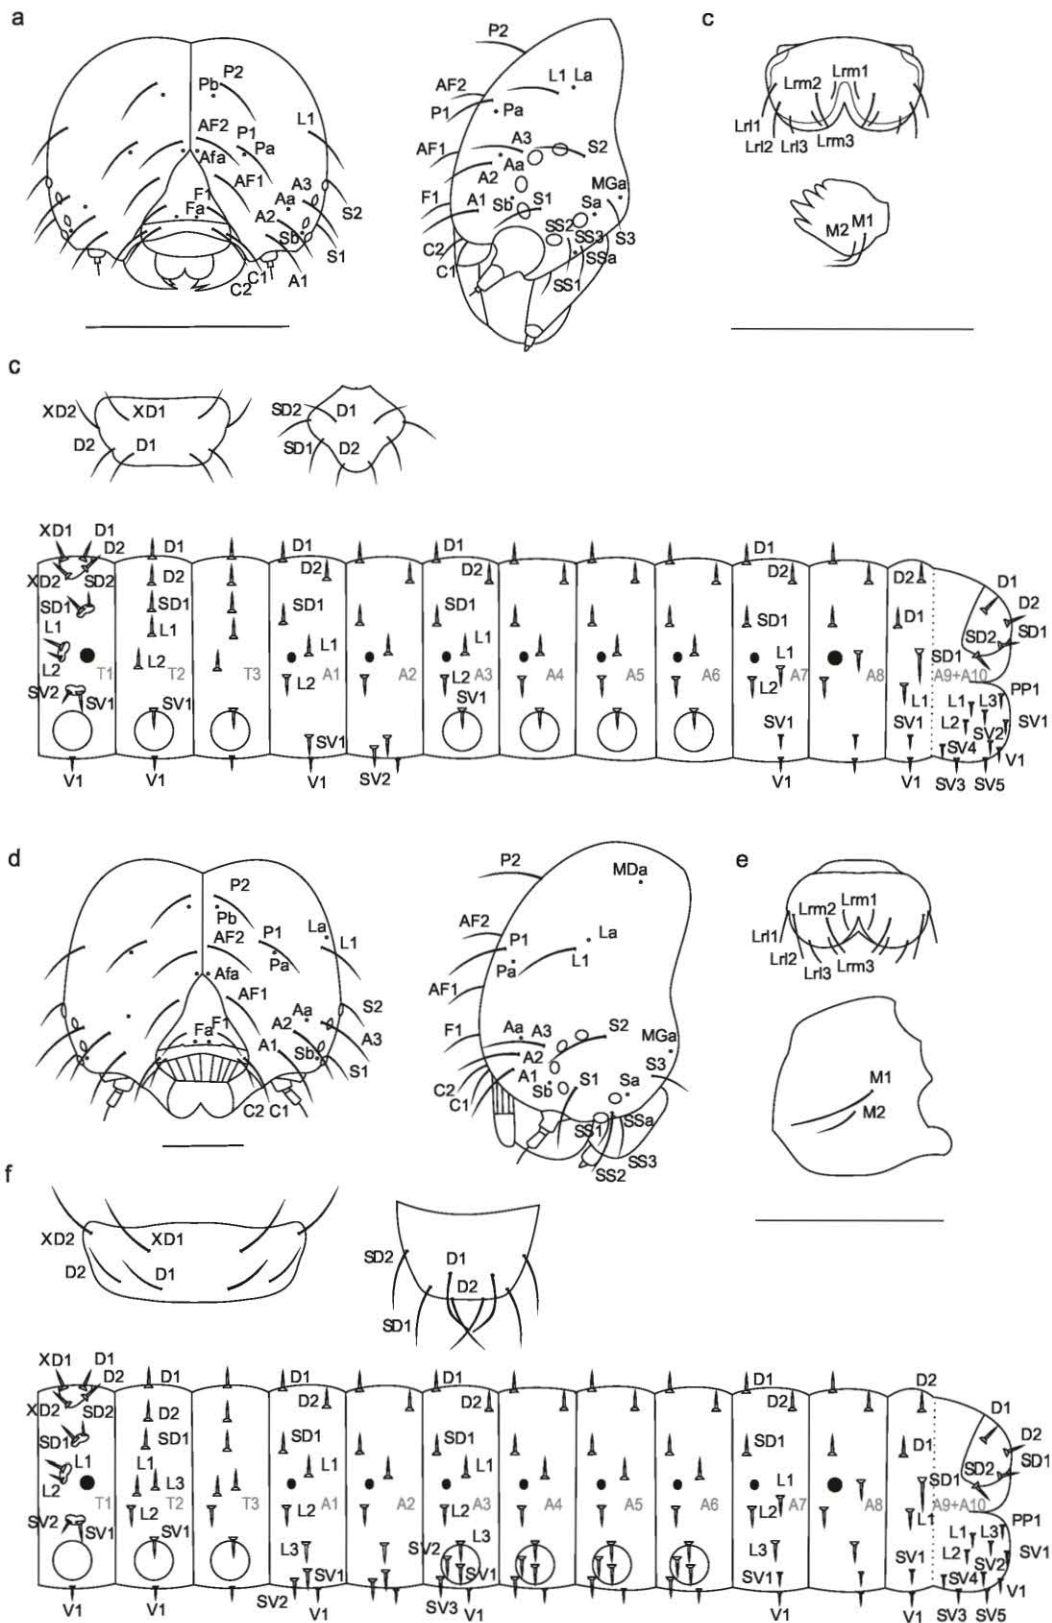 a
P2 Pb L1 AF2 P1 Pa Afa AF1 A3 Aa F1 Fa A2 S2 Sb S1 C1 A1 C2
P2 L1 La AF2 P1 Pa AF1 A3 S2 Aa A2 MGa F1 A1 Sb S1 Sa C2 SS2 SS3 S3 C1 SSa SS1
c
Lrm2 Lrm1
Lrl1
Lrl2 Lrl3 Lrm3
M2 M1
c
XD2 XD1 SD2 D1
D2 D1 SD1 D2
XD1 D1 D1 D1 D1 D1
D2 D2 D2 D2 D2 D2 D1
XD2 SD2 D2
SD1 SD1 SD1 SD1 SD1 D1 SD1
L1 L1 L1 L1 L1 SD2
L2 L2 SD1
T1 T2 T3 L2 A1 A2 L2 A3 A4 A5 A6 L2 A7 A8 A9+A10
SV2 SV1 SV1 SV1 L1 L1 L3 PP1
SV1 SV1 SV1 L2 SV2 SV1
SV4 V1
V1 V1 V1 SV2 V1 V1 SV3 SV5
d
P2 Pb La AF2 P1 L1 Pa Afa AF1 Aa S2 A2 Fa F1 A1 A3 Sb S1 C2 C1
P2 MDa AF2 P1 La Pa L1 AF1 F1 Aa A3 S2 A2 MGa A1 S1 S3 C2 Sb Sa C1 SS1 SSa SS3 SS2
e
Lrm2 Lrm1
Lrl1
Lrl2 Lrl3 Lrm3
M1
M2
f
XD2 XD1 SD2 D1
D2 D1 D2
SD1
XD1 D1 D1 D1 D1 D1 D2
D2 D2 D2 D2 D1
XD2 SD2 D2 D2
SD1 SD1 SD1 SD1 SD1 D1 SD1
L1 L1 L1 L1 L1 SD2
L2 L3 SD1
T1 L2 T2 T3 L2 A1 A2 L2 A3 A4 A5 A6 L2 A7 A8 A9+A10
SV2 SV1 SV1 L1 L1 L3 PP1
L3 SV2 L3 L3 SV1 L2 SV2 SV1
SV1 SV1 SV1 SV4 V1
V1 V1 SV2 V1 SV3 V1 V1 V1 SV3 SV5